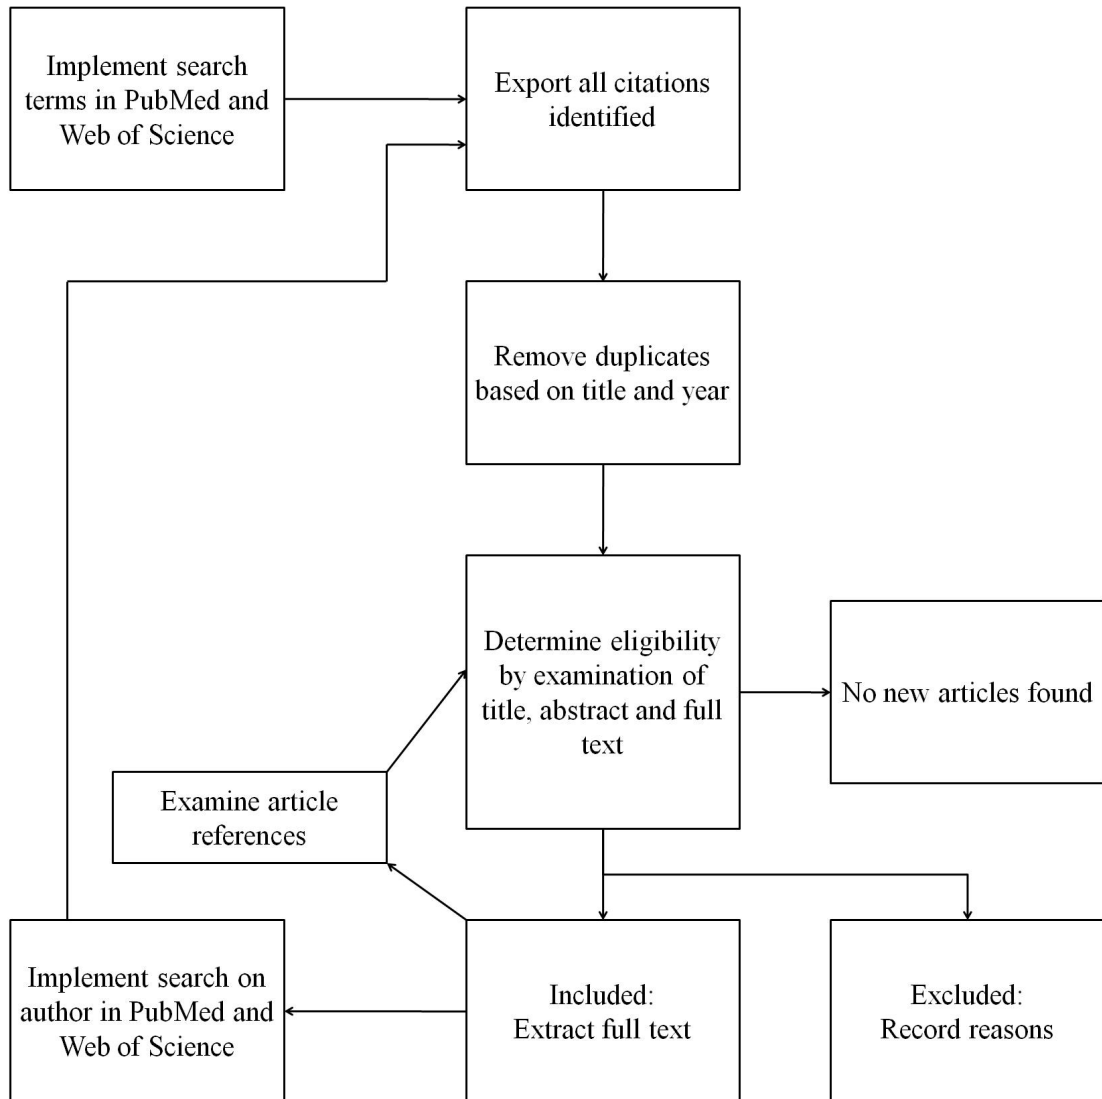 Implement search
terms in PubMed and
Web of Science
Export all citations
identified
Remove duplicates
based on title and year
Determine eligibility
by examination of
title, abstract and full
text
No new articles found
Examine article
references
Implement search on
author in PubMed and
Web of Science
Included:
Extract full text
Excluded:
Record reasons